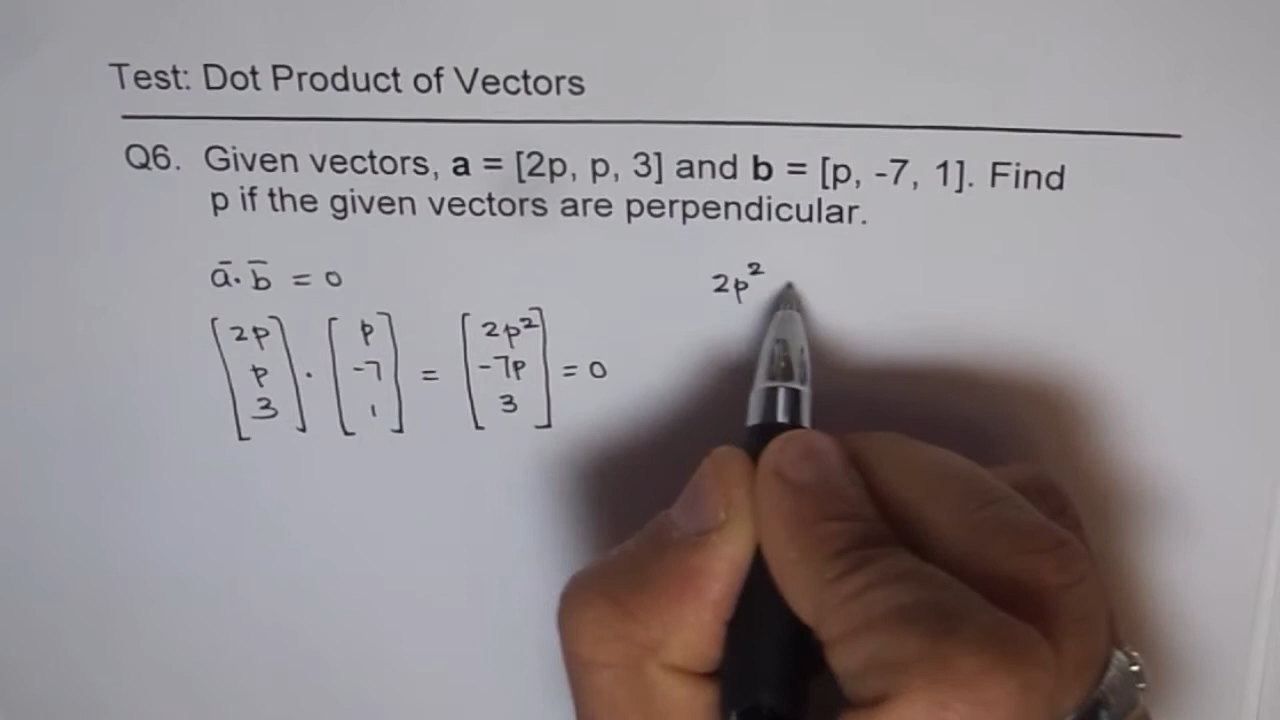 Test: Dot Product of Vectors
Q6. Given vectors, a = [2p, p, 3] and b = [p, -7, 1]. Find
p if the given vectors are perpendicular.
a̅·b̅ = 0
2p²
[2p p 3] · [p -7 1] = [2p² -7p 3] = 0